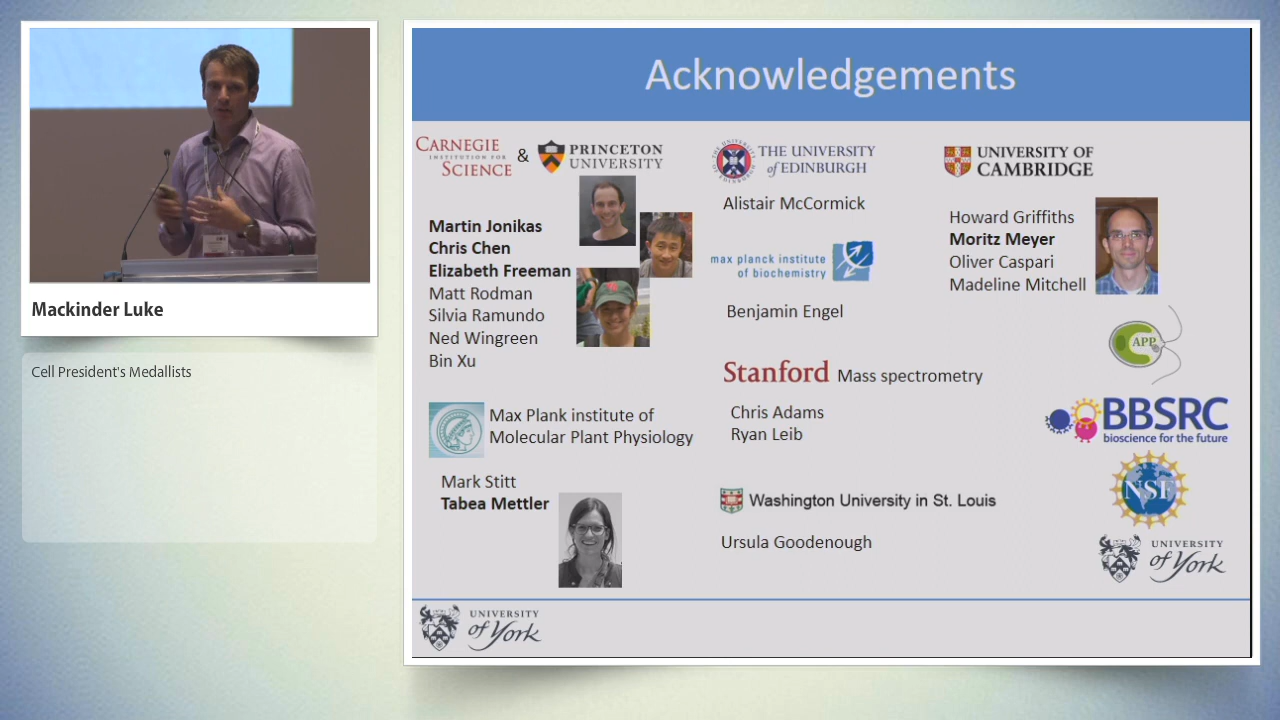 Mackinder Luke
Cell President's Medallists
Acknowledgements
CARNEGIE
INSTITUTION FOR
SCIENCE
&
PRINCETON
UNIVERSITY
Martin Jonikas
Chris Chen
Elizabeth Freeman
Matt Rodman
Silvia Ramundo
Ned Wingreen
Bin Xu
Max Plank institute of
Molecular Plant Physiology
Mark Stitt
Tabea Mettler
THE UNIVERSITY
of EDINBURGH
Alistair McCormick
max planck institute
of biochemistry
Benjamin Engel
Stanford Mass spectrometry
Chris Adams
Ryan Leib
Washington University in St. Louis
Ursula Goodenough
UNIVERSITY OF
CAMBRIDGE
Howard Griffiths
Moritz Meyer
Oliver Caspari
Madeline Mitchell
CAPP
BBSRC
bioscience for the future
NSF
UNIVERSITY
of York
UNIVERSITY
of York